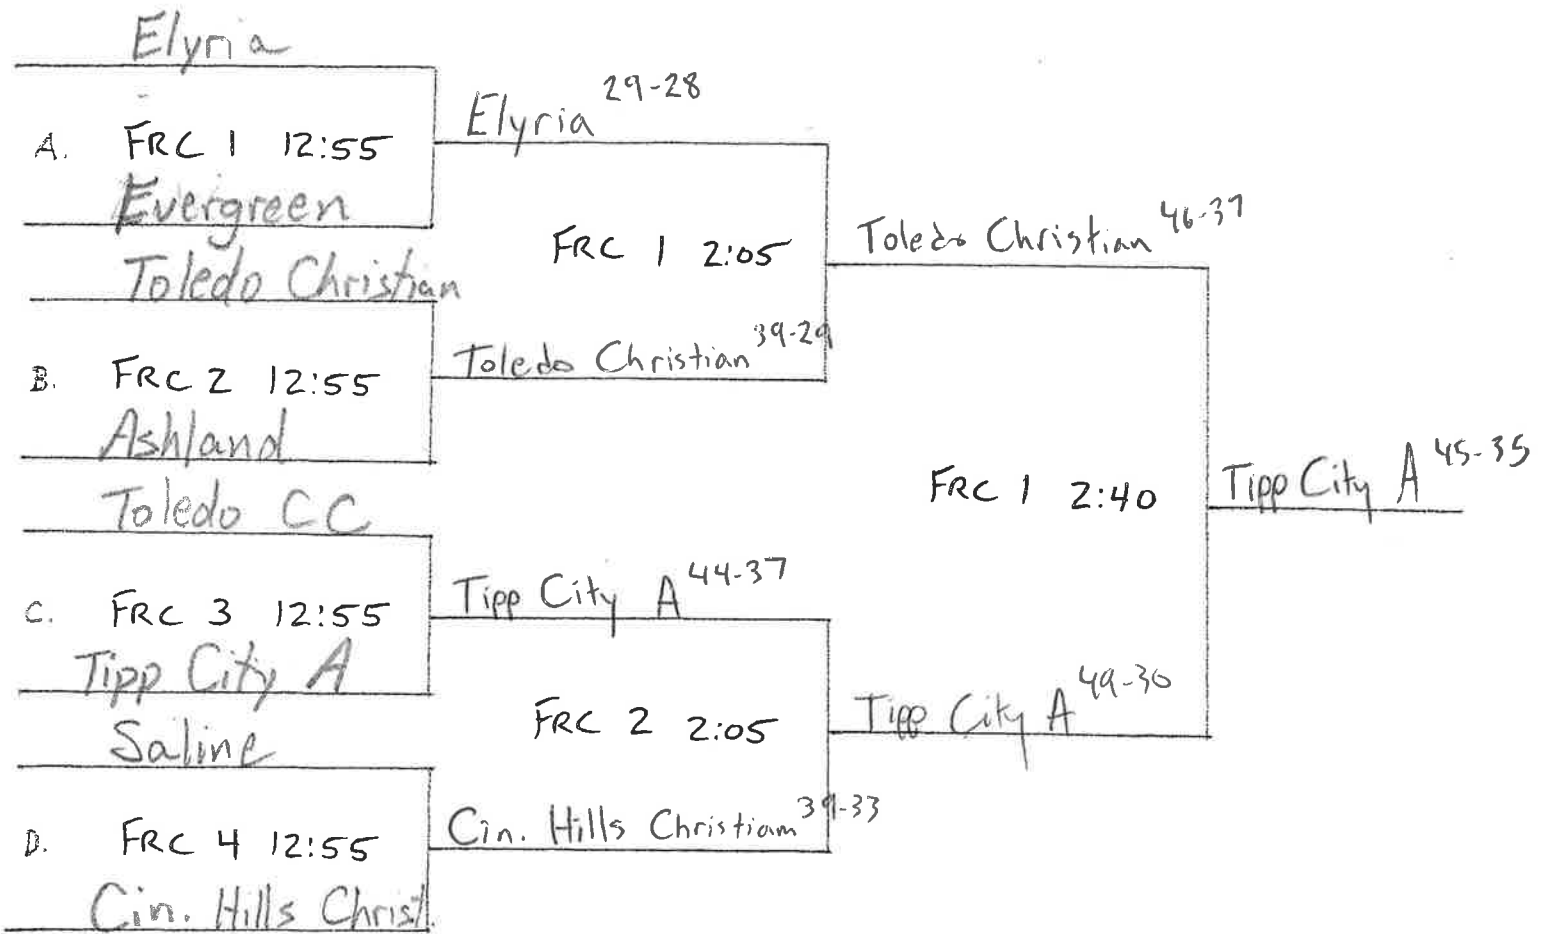 Elyria
A. FRC 1 12:55
Evergreen
Elyria 29-28
Toledo Christian
B. FRC 2 12:55
Ashland
Toledo Christian 39-29
FRC 1 2:05
Toledo Christian 46-37
Toledo CC
C. FRC 3 12:55
Tipp City A
Tipp City A 44-37
Saline
D. FRC 4 12:55
Cin. Hills Christ.
Cin. Hills Christian 39-33
FRC 2 2:05
Tipp City A 49-30
FRC 1 2:40
Tipp City A 45-35